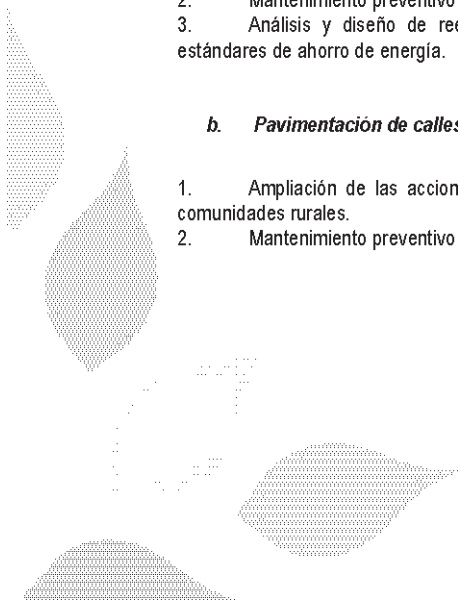 2. Mantenimiento preventivo
3. Análisis y diseño de ree
estándares de ahorro de energía.
b. Pavimentación de calles
1. Ampliación de las accion
comunidades rurales.
2. Mantenimiento preventivo